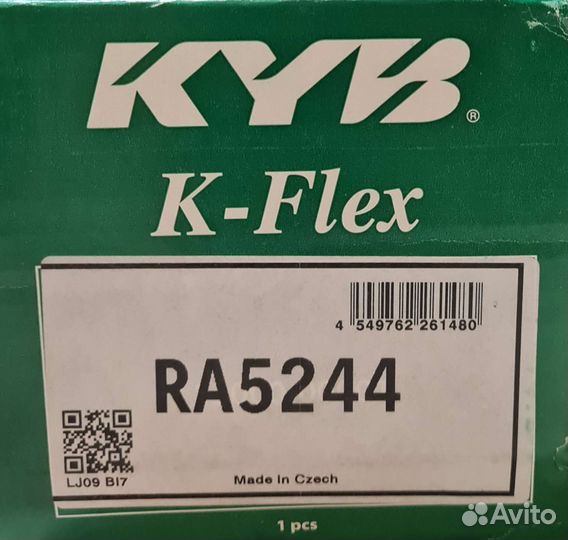 KYB®
K-Flex
4 549762 261480
RA5244
LJ09 BI7
Made In Czech
1 pcs
Avito